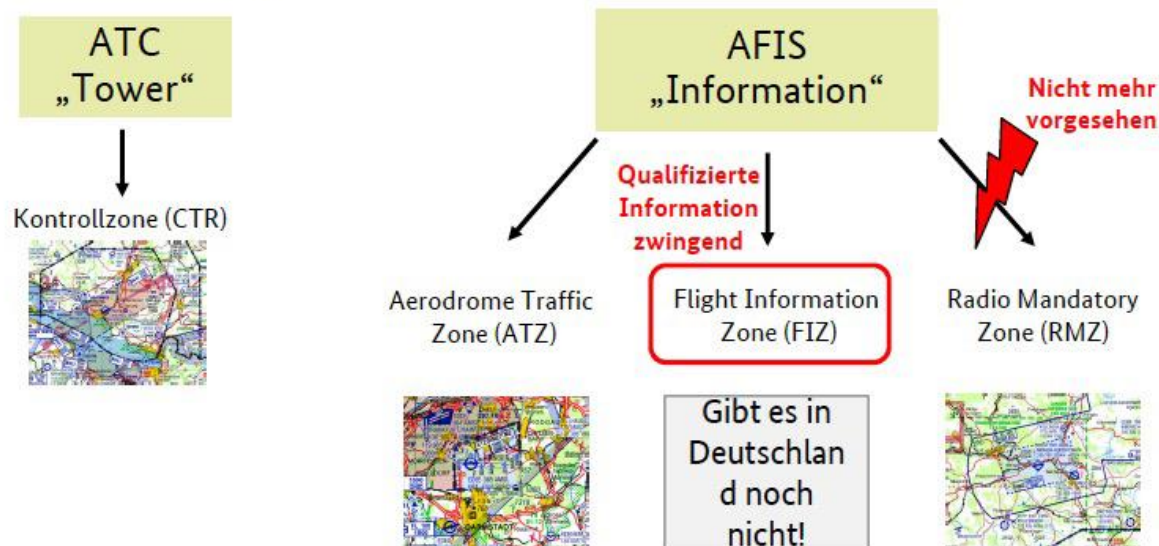 ATC
„Tower“
Kontrollzone (CTR)
AFIS
„Information“
Nicht mehr
vorgesehen
Qualifizierte
Information
zwingend
Aerodrome Traffic
Zone (ATZ)
Flight Information
Zone (FIZ)
Radio Mandatory
Zone (RMZ)
Gibt es in
Deutschlan
d noch
nicht!
DARMSTADT